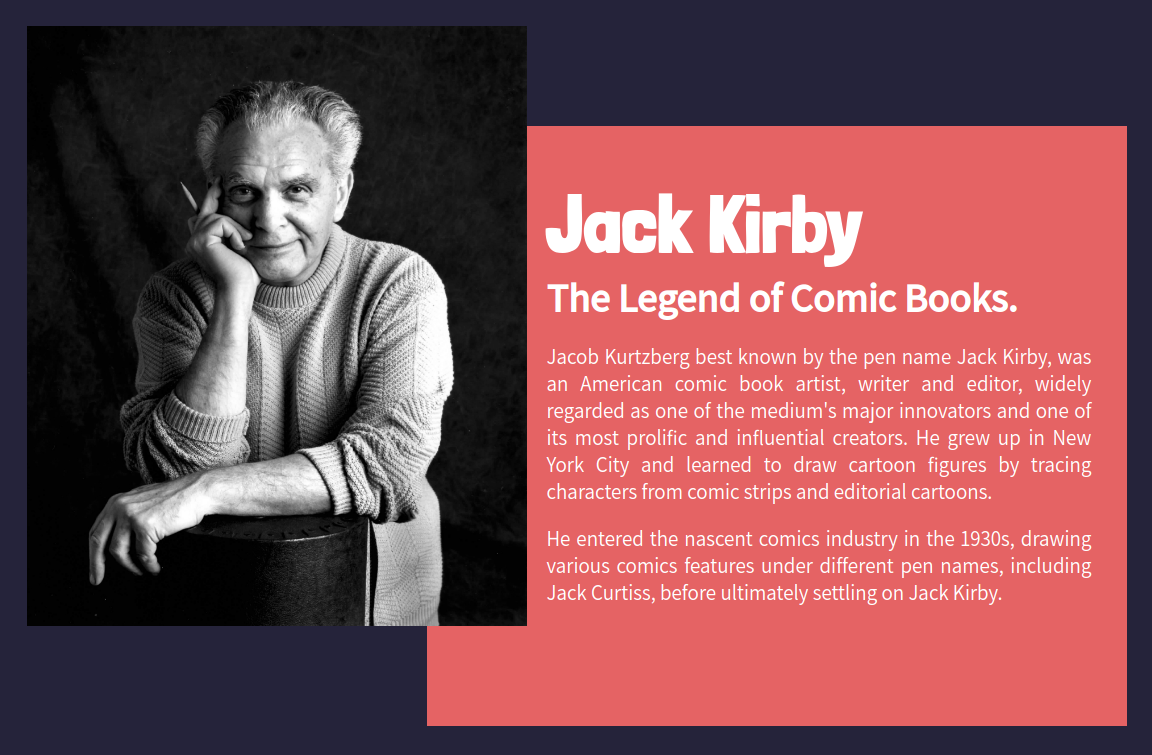 Jack Kirby
The Legend of Comic Books.
Jacob Kurtzberg best known by the pen name Jack Kirby, was
an American comic book artist, writer and editor, widely
regarded as one of the medium's major innovators and one of
its most prolific and influential creators. He grew up in New
York City and learned to draw cartoon figures by tracing
characters from comic strips and editorial cartoons.
He entered the nascent comics industry in the 1930s, drawing
various comics features under different pen names, including
Jack Curtiss, before ultimately settling on Jack Kirby.